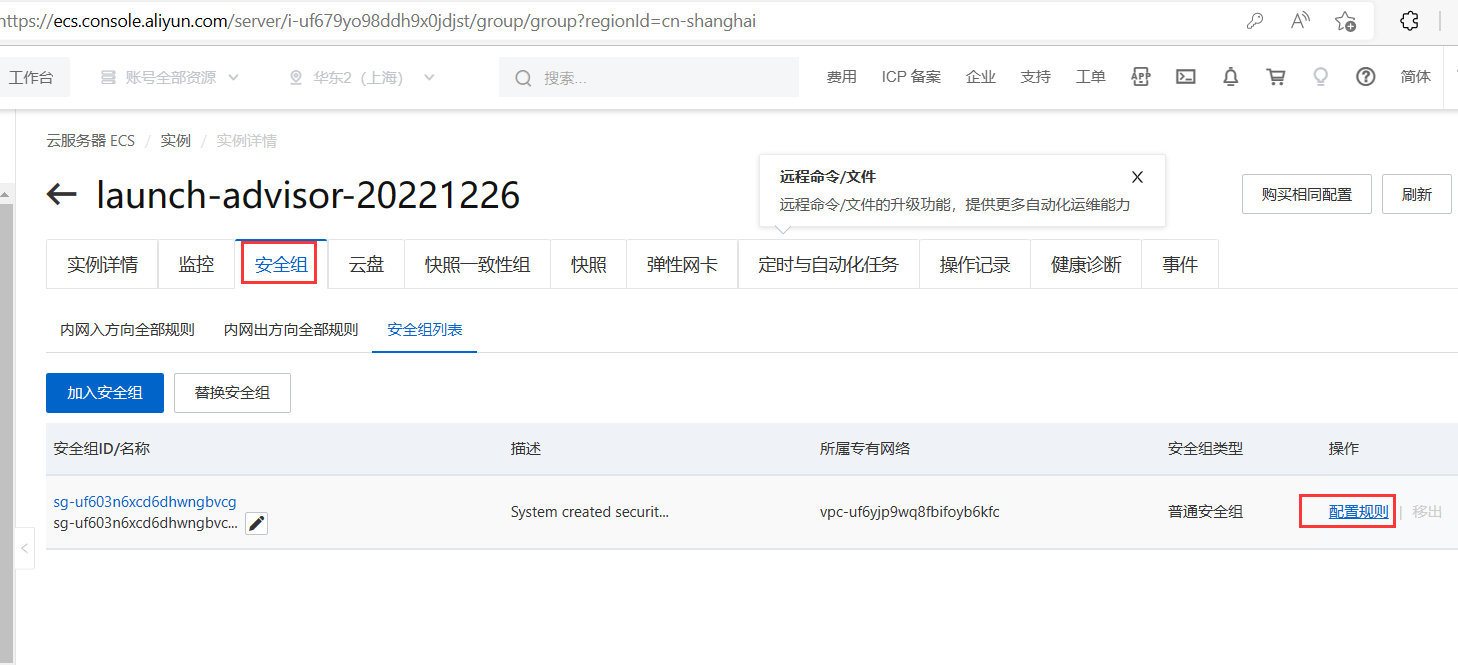 https://ecs.console.aliyun.com/server/i-uf679yo98ddh9x0jdjst/group/group?regionId=cn-shanghai
工作台 账号全部资源 华东2（上海） 搜索... 费用 ICP 备案 企业 支持 工单 APP 简体
云服务器 ECS / 实例 / 实例详情
远程命令/文件
远程命令/文件的升级功能，提供更多自动化运维能力
launch-advisor-20221226
购买相同配置 刷新
实例详情 监控 安全组 云盘 快照一致性组 快照 弹性网卡 定时与自动化任务 操作记录 健康诊断 事件
内网入方向全部规则 内网出方向全部规则 安全组列表
加入安全组 替换安全组
安全组ID/名称 描述 所属专有网络 安全组类型 操作
sg-uf603n6xcd6dhwngbvcg
sg-uf603n6xcd6dhwngbvc... System created securit... vpc-uf6yjp9wq8fbifoyb6kfc 普通安全组 配置规则 | 移出